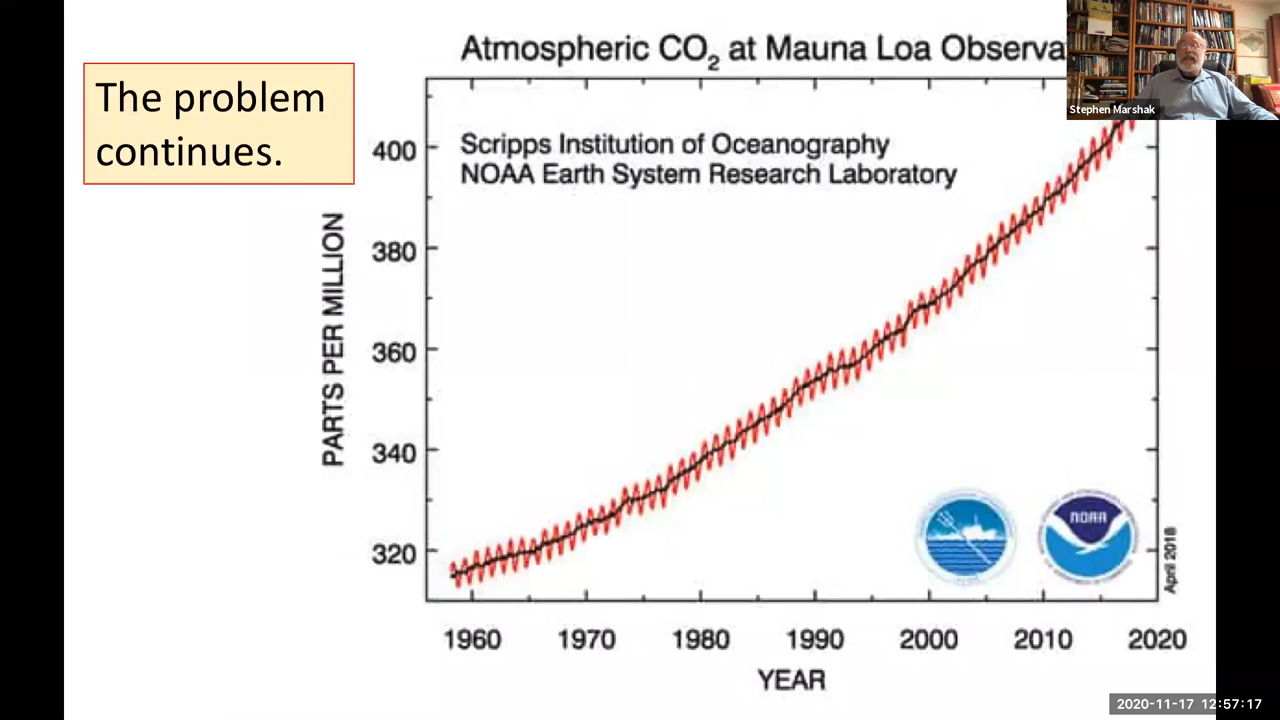 The problem
continues.
Atmospheric CO₂ at Mauna Loa Observa
Stephen Marshak
Scripps Institution of Oceanography
NOAA Earth System Research Laboratory
PARTS PER MILLION
400
380
360
340
320
NOAA
April 2018
1960 1970 1980 1990 2000 2010 2020
YEAR
2020-11-17 12:57:17